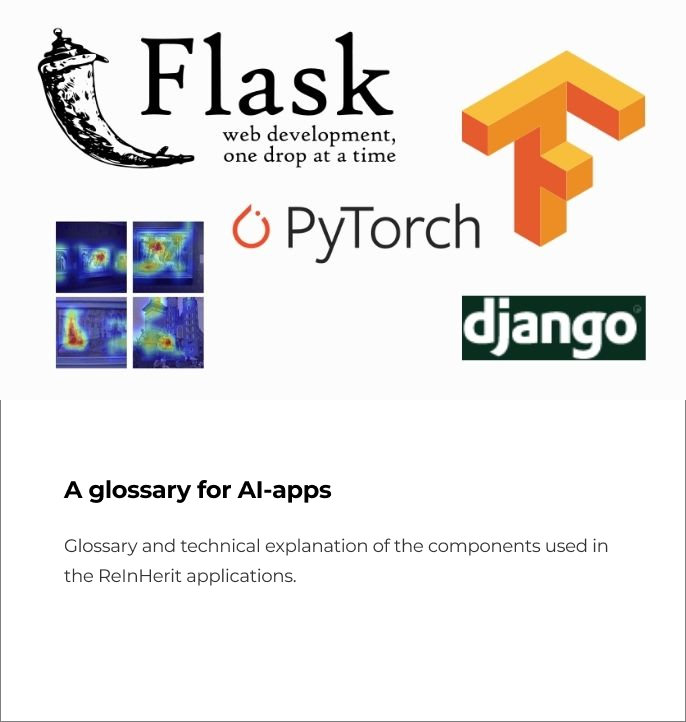 Flask
web development,
one drop at a time
PyTorch
django
A glossary for AI-apps
Glossary and technical explanation of the components used in
the ReInHerit applications.